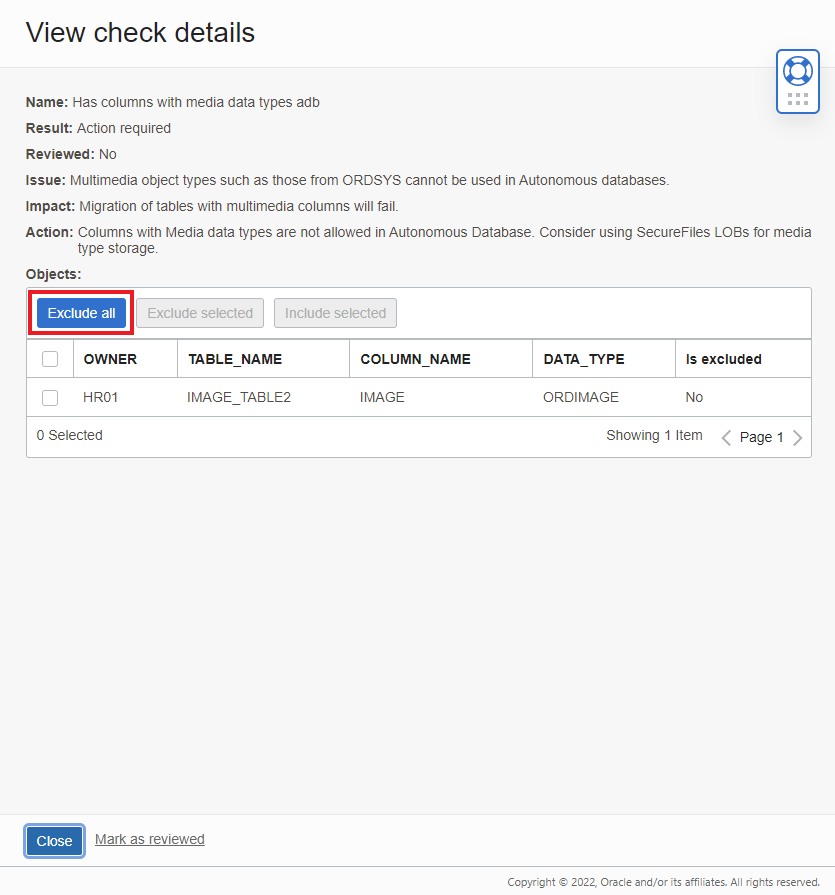 View check details
Name: Has columns with media data types adb
Result: Action required
Reviewed: No
Issue: Multimedia object types such as those from ORDSYS cannot be used in Autonomous databases.
Impact: Migration of tables with multimedia columns will fail.
Action: Columns with Media data types are not allowed in Autonomous Database. Consider using SecureFiles LOBs for media
type storage.
Objects:
Exclude all Exclude selected Include selected
OWNER TABLE_NAME COLUMN_NAME DATA_TYPE Is excluded
HR01 IMAGE_TABLE2 IMAGE ORDIMAGE No
0 Selected Showing 1 Item Page 1
Close Mark as reviewed
Copyright © 2022, Oracle and/or its affiliates. All rights reserved.